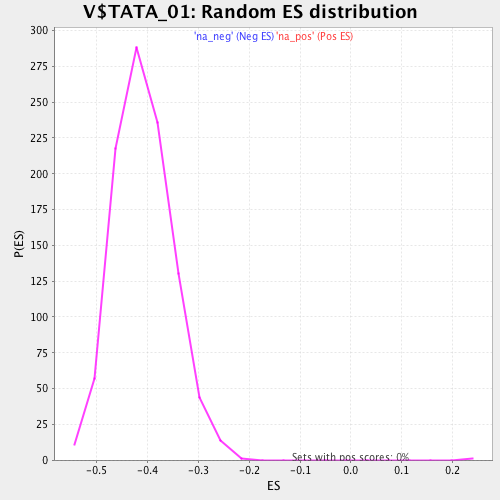 V$TATA_01: Random ES distribution
'na_neg' (Neg ES) 'na_pos' (Pos ES)
300
275
250
225
200
175
150
125
100
75
50
25
0
P(ES)
Sets with pos scores: 0%
-0.5 -0.4 -0.3 -0.2 -0.1 0.0 0.1 0.2
ES